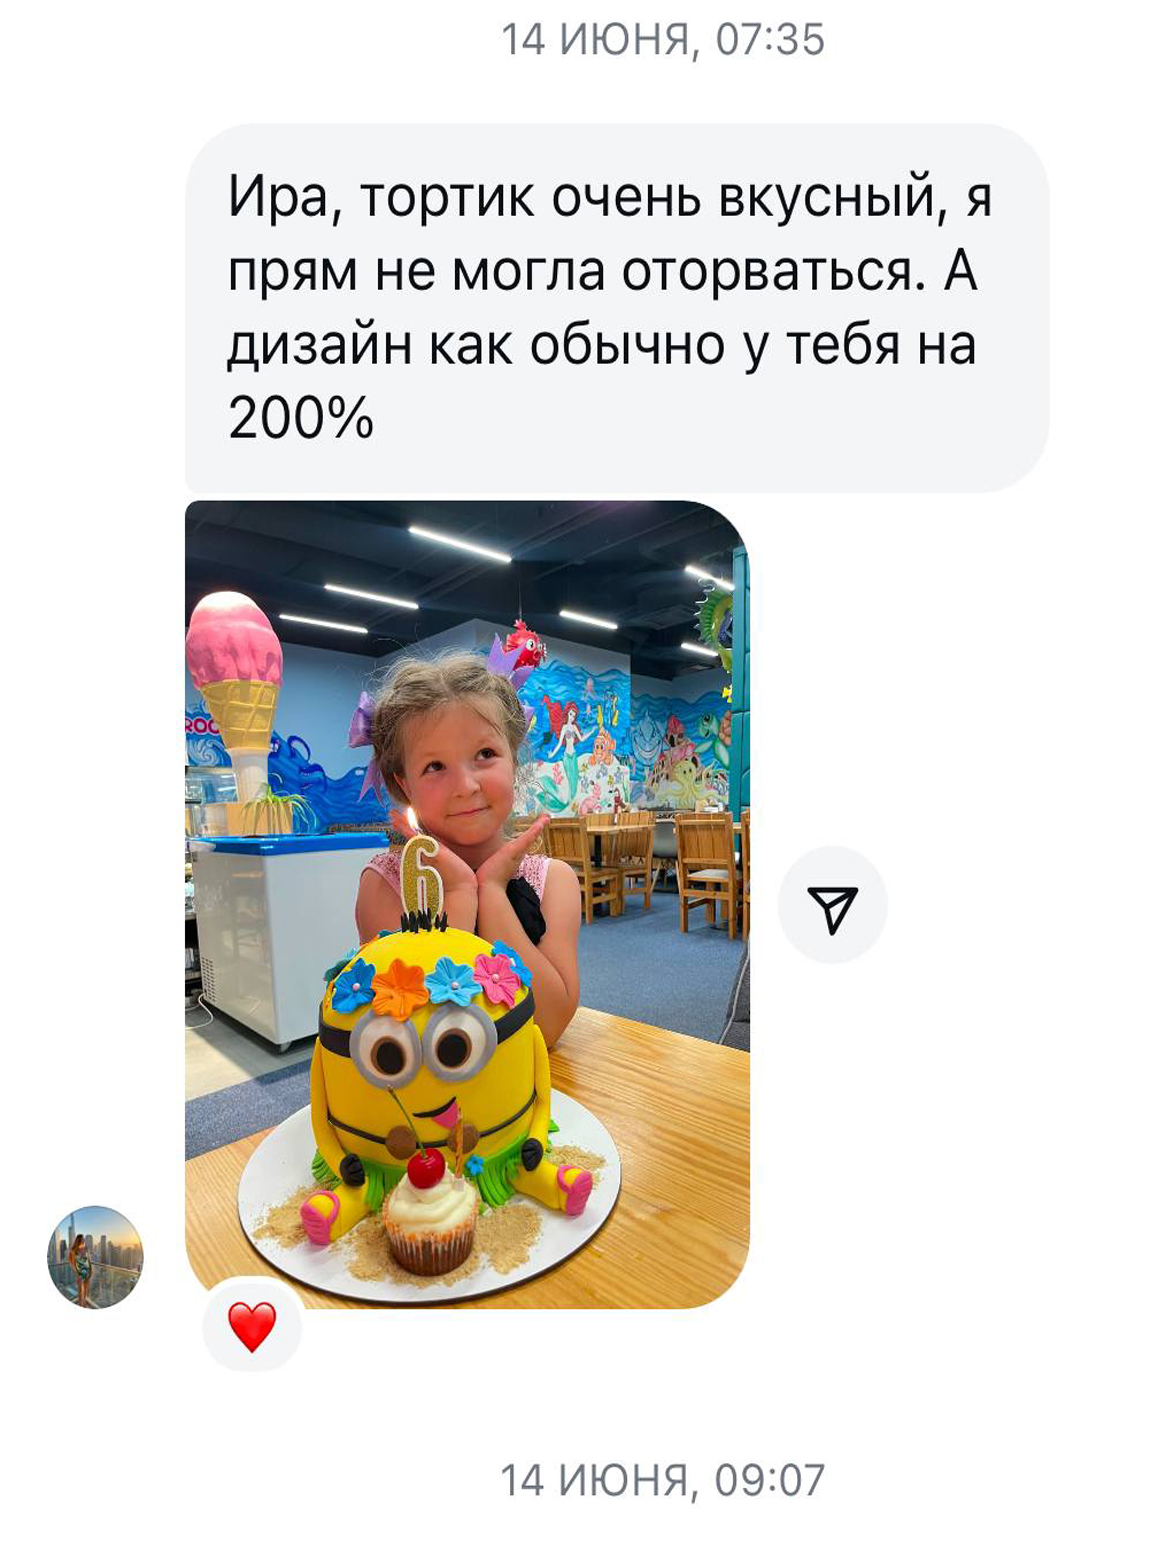 14 ИЮНЯ, 07:35
Ира, тортик очень вкусный, я
прям не могла оторваться. А
дизайн как обычно у тебя на
200%
6
14 ИЮНЯ, 09:07